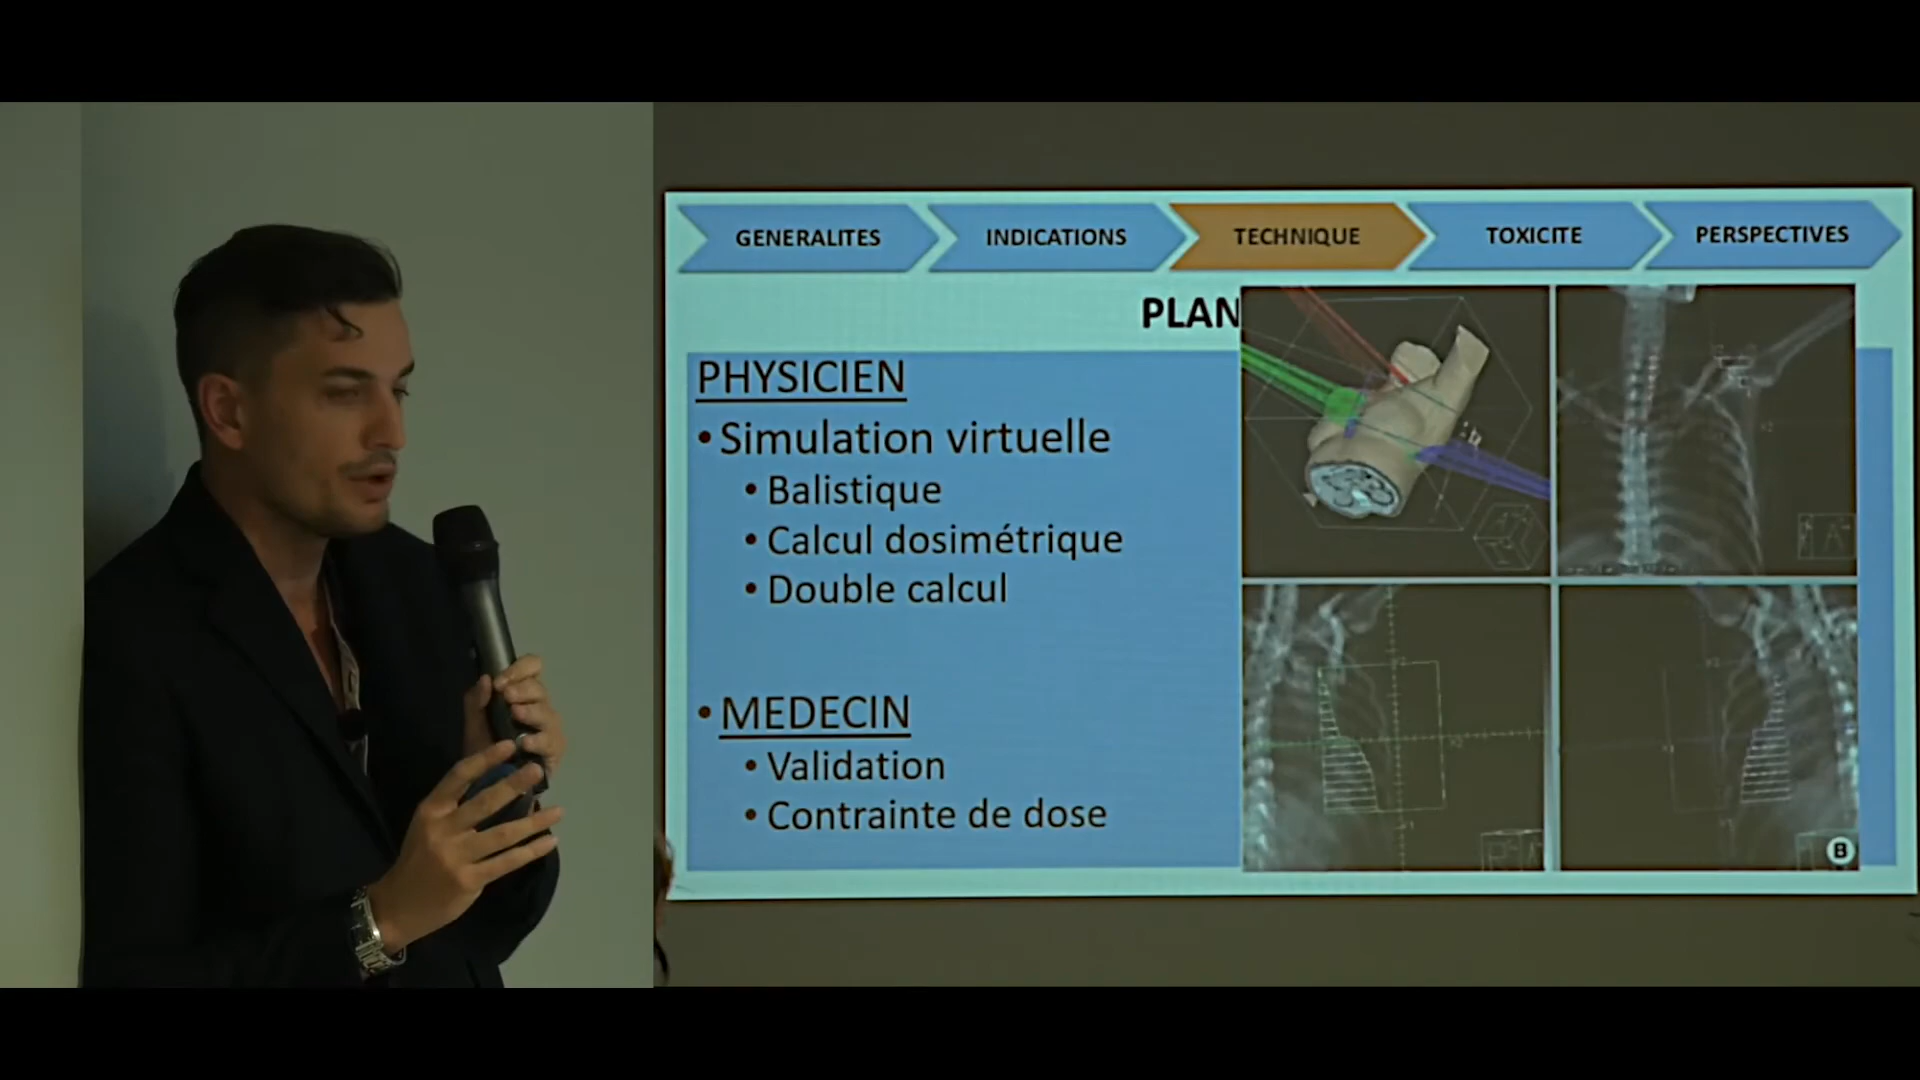 GENERALITES
INDICATIONS
TECHNIQUE
TOXICITE
PERSPECTIVES
PLAN
PHYSICIEN
• Simulation virtuelle
• Balistique
• Calcul dosimétrique
• Double calcul
• MEDECIN
• Validation
• Contrainte de dose
B